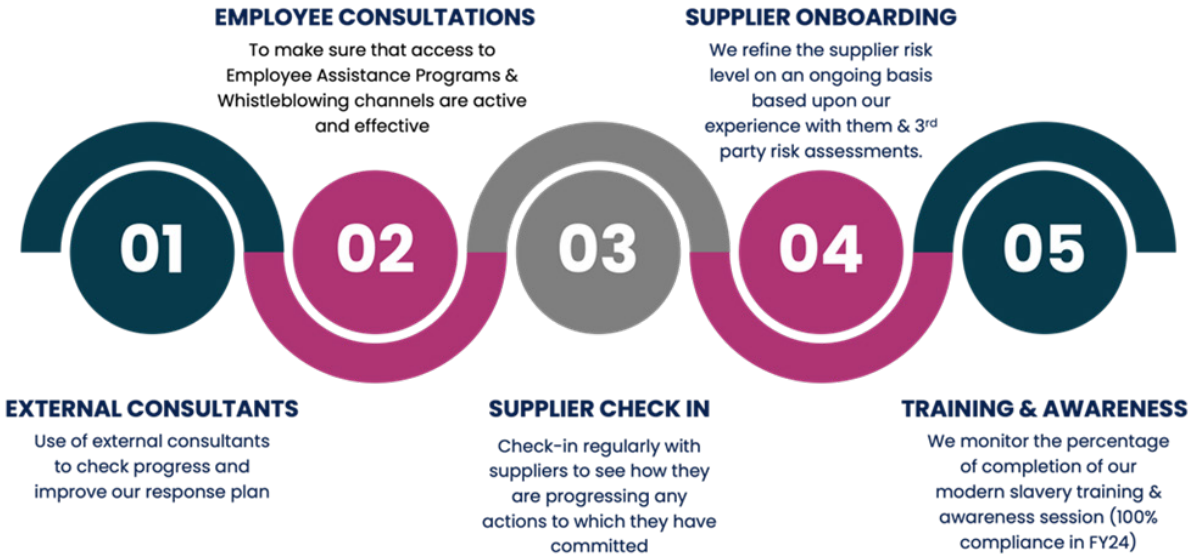 EMPLOYEE CONSULTATIONS
To make sure that access to
Employee Assistance Programs &
Whistleblowing channels are active
and effective
SUPPLIER ONBOARDING
We refine the supplier risk
level on an ongoing basis
based upon our
experience with them & 3rd
party risk assessments.
01
02
03
04
05
EXTERNAL CONSULTANTS
Use of external consultants
to check progress and
improve our response plan
SUPPLIER CHECK IN
Check-in regularly with
suppliers to see how they
are progressing any
actions to which they have
committed
TRAINING & AWARENESS
We monitor the percentage
of completion of our
modern slavery training &
awareness session (100%
compliance in FY24)